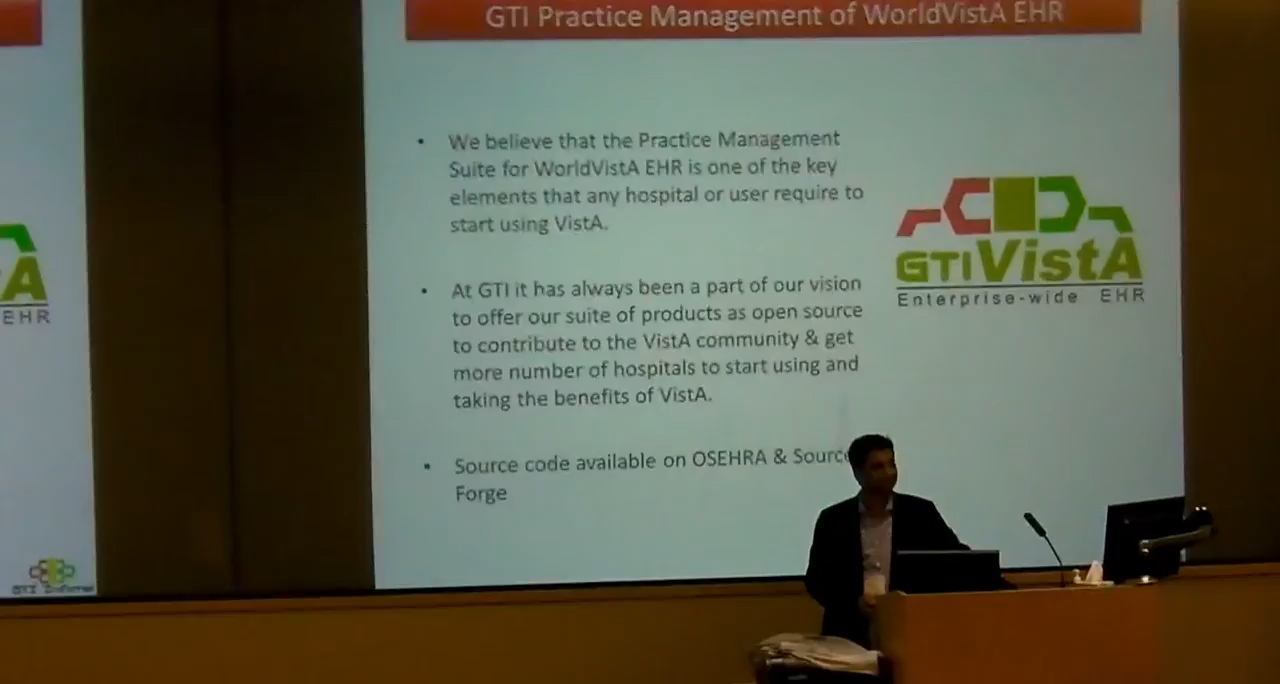 GTI Practice Management of WorldVistA EHR
• We believe that the Practice Management
Suite for WorldVistA EHR is one of the key
elements that any hospital or user require to
start using VistA.
• At GTI it has always been a part of our vision
to offer our suite of products as open source
to contribute to the VistA community & get
more number of hospitals to start using and
taking the benefits of VistA.
• Source code available on OSEHRA & Source
Forge
GTIVistA
Enterprise-wide EHR
A
EHR